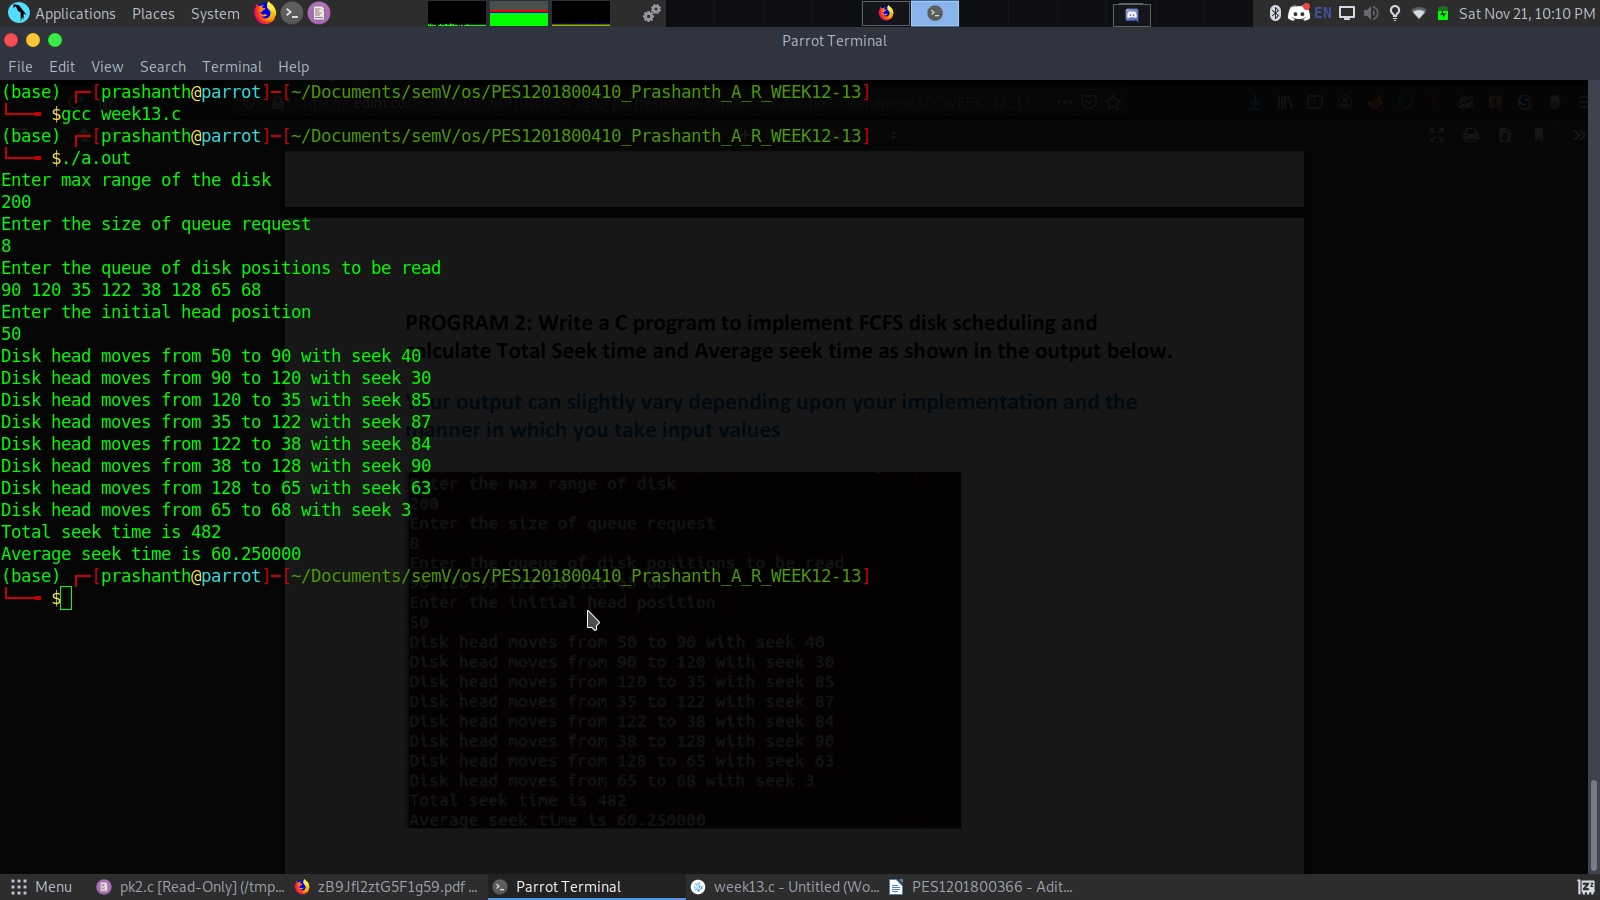 Applications Places System
EN
Sat Nov 21, 10:10 PM
Parrot Terminal
File Edit View Search Terminal Help
(base) ┌─[prashanth@parrot]─[~/Documents/semV/os/PES1201800410_Prashanth_A_R_WEEK12-13]
└──╼ $gcc week13.c
(base) ┌─[prashanth@parrot]─[~/Documents/semV/os/PES1201800410_Prashanth_A_R_WEEK12-13]
└──╼ $./a.out
Enter max range of the disk
200
Enter the size of queue request
8
Enter the queue of disk positions to be read
90 120 35 122 38 128 65 68
Enter the initial head position
50
Disk head moves from 50 to 90 with seek 40
Disk head moves from 90 to 120 with seek 30
Disk head moves from 120 to 35 with seek 85
Disk head moves from 35 to 122 with seek 87
Disk head moves from 122 to 38 with seek 84
Disk head moves from 38 to 128 with seek 90
Disk head moves from 128 to 65 with seek 63
Disk head moves from 65 to 68 with seek 3
Total seek time is 482
Average seek time is 60.250000
(base) ┌─[prashanth@parrot]─[~/Documents/semV/os/PES1201800410_Prashanth_A_R_WEEK12-13]
└──╼ $
PROGRAM 2: Write a C program to implement FCFS disk scheduling and
calculate Total Seek time and Average seek time as shown in the output below.
Your output can slightly vary depending upon your implementation and the
manner in which you take input values
Enter the max range of disk
200
Enter the size of queue request
8
Enter the queue of disk positions to be read
Enter the initial head position
50
Disk head moves from 50 to 90 with seek 40
Disk head moves from 90 to 120 with seek 30
Disk head moves from 120 to 35 with seek 85
Disk head moves from 35 to 122 with seek 87
Disk head moves from 122 to 38 with seek 84
Disk head moves from 38 to 128 with seek 90
Disk head moves from 128 to 65 with seek 63
Disk head moves from 65 to 68 with seek 3
Total seek time is 482
Average seek time is 60.250000
Menu
pk2.c [Read-Only] (/tmp...
zB9Jfl2ztG5F1g59.pdf ...
Parrot Terminal
week13.c - Untitled (Wo...
PES1201800366 - Adit...